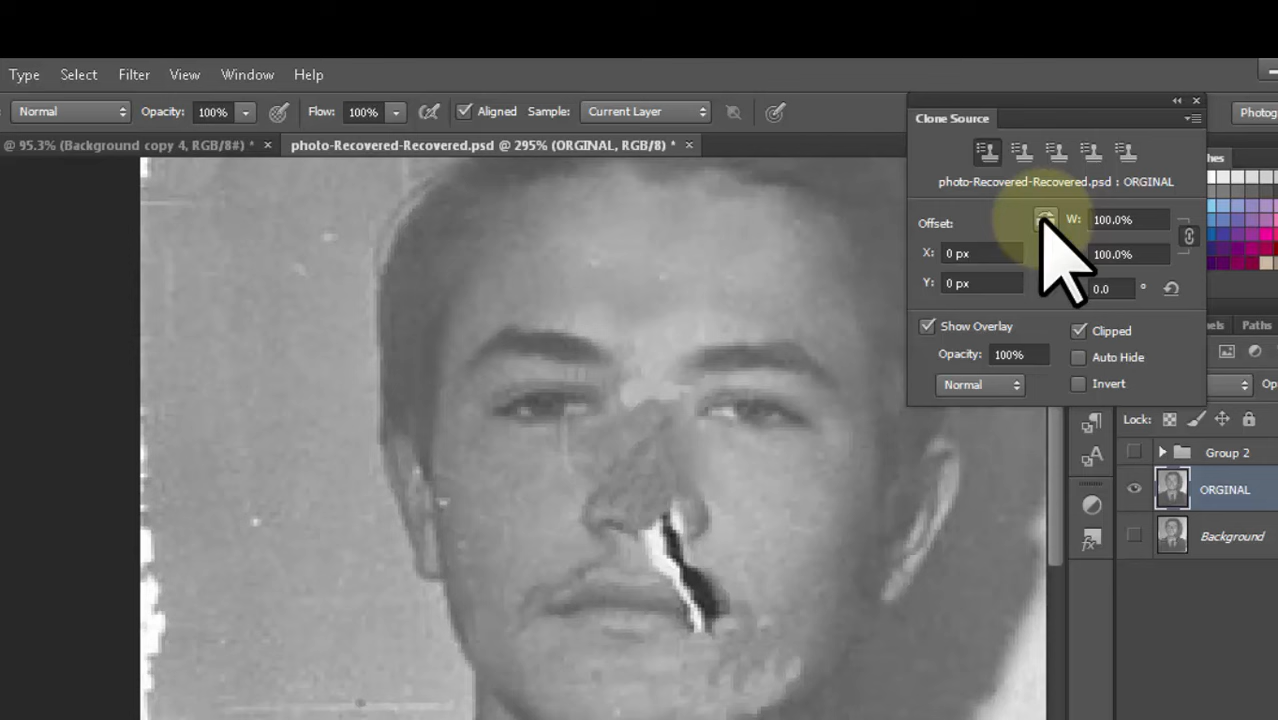 Type Select Filter View Window Help
Normal Opacity: 100% Flow: 100% Aligned Sample: Current Layer Photog
@ 95.3% (Background copy 4, RGB/8#) * × photo-Recovered-Recovered.psd @ 295% (ORGINAL, RGB/8) * ×
Clone Source
photo-Recovered-Recovered.psd : ORGINAL
Offset: W: 100.0%
X: 0 px 100.0%
Y: 0 px 0.0 °
Show Overlay Clipped
Opacity: 100% Auto Hide
Normal Invert
hes
nels Paths
Op
Lock:
Group 2
ORGINAL
Background